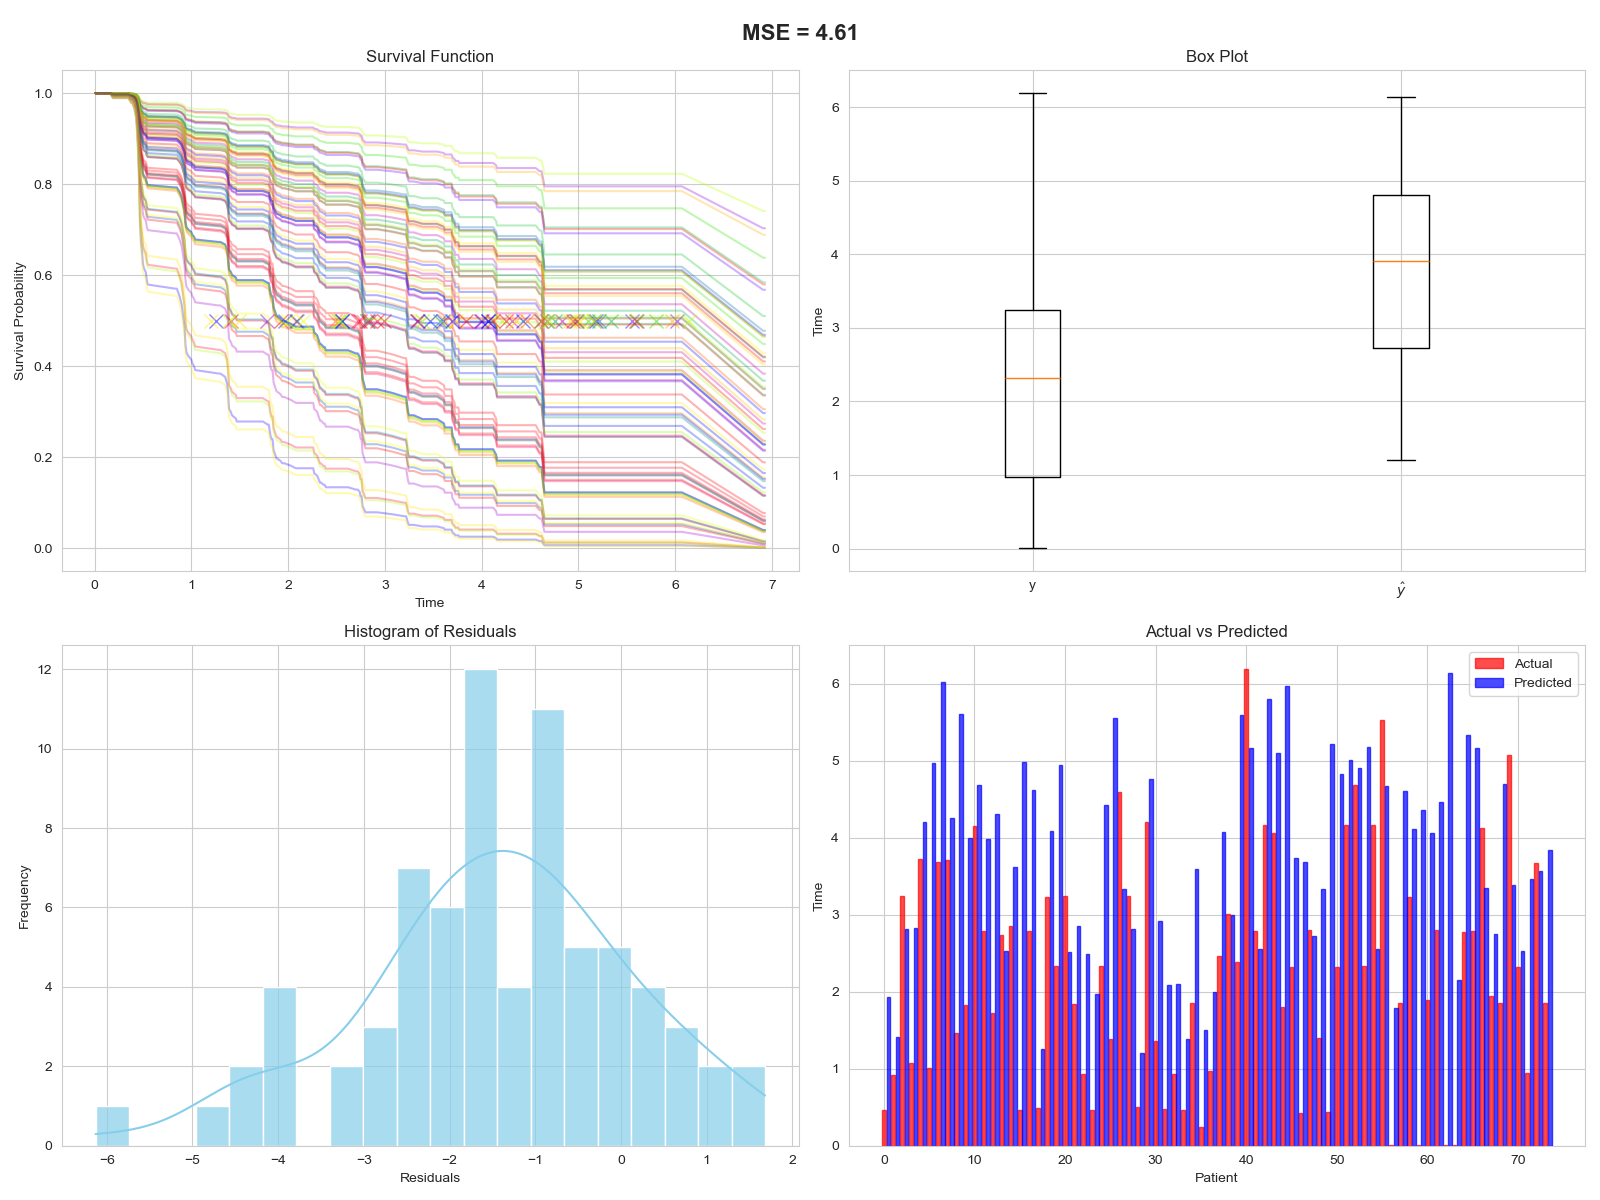 MSE = 4.61
Survival Function
Survival Probability
1.0
0.8
0.6
0.4
0.2
0.0
0 1 2 3 4 5 6 7
Time
Box Plot
Time
6
5
4
3
2
1
0
y ŷ
Histogram of Residuals
Frequency
12
10
8
6
4
2
0
−6 −5 −4 −3 −2 −1 0 1 2
Residuals
Actual vs Predicted
Actual
Predicted
Time
6
5
4
3
2
1
0
0 10 20 30 40 50 60 70
Patient